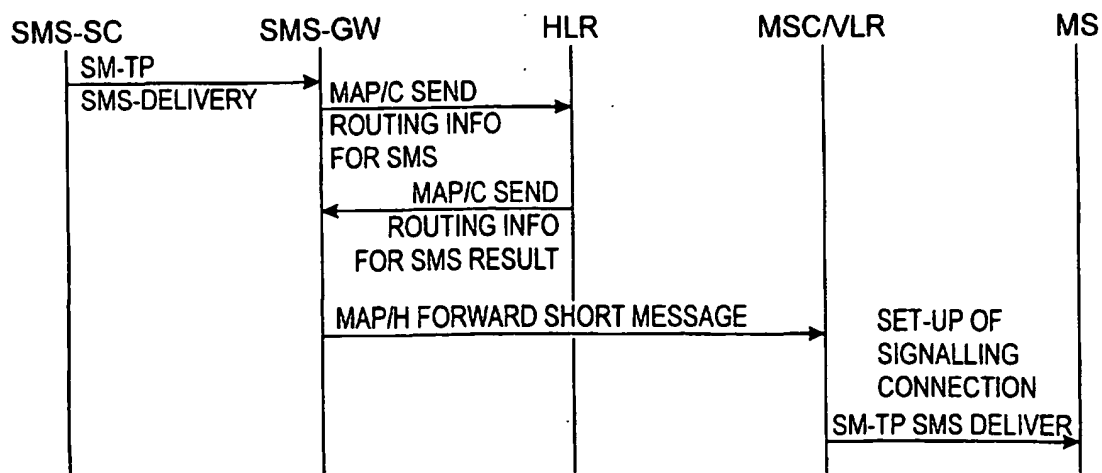 SMS-SC SMS-GW HLR MSC/VLR MS
SM-TP
SMS-DELIVERY
MAP/C SEND
ROUTING INFO
FOR SMS
MAP/C SEND
ROUTING INFO
FOR SMS RESULT
MAP/H FORWARD SHORT MESSAGE
SET-UP OF
SIGNALLING
CONNECTION
SM-TP SMS DELIVER